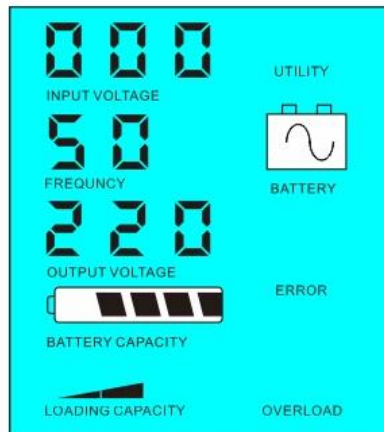 000
UTILITY
INPUT VOLTAGE
50
FREQUNCY
BATTERY
220
OUTPUT VOLTAGE
ERROR
BATTERY CAPACITY
LOADING CAPACITY
OVERLOAD